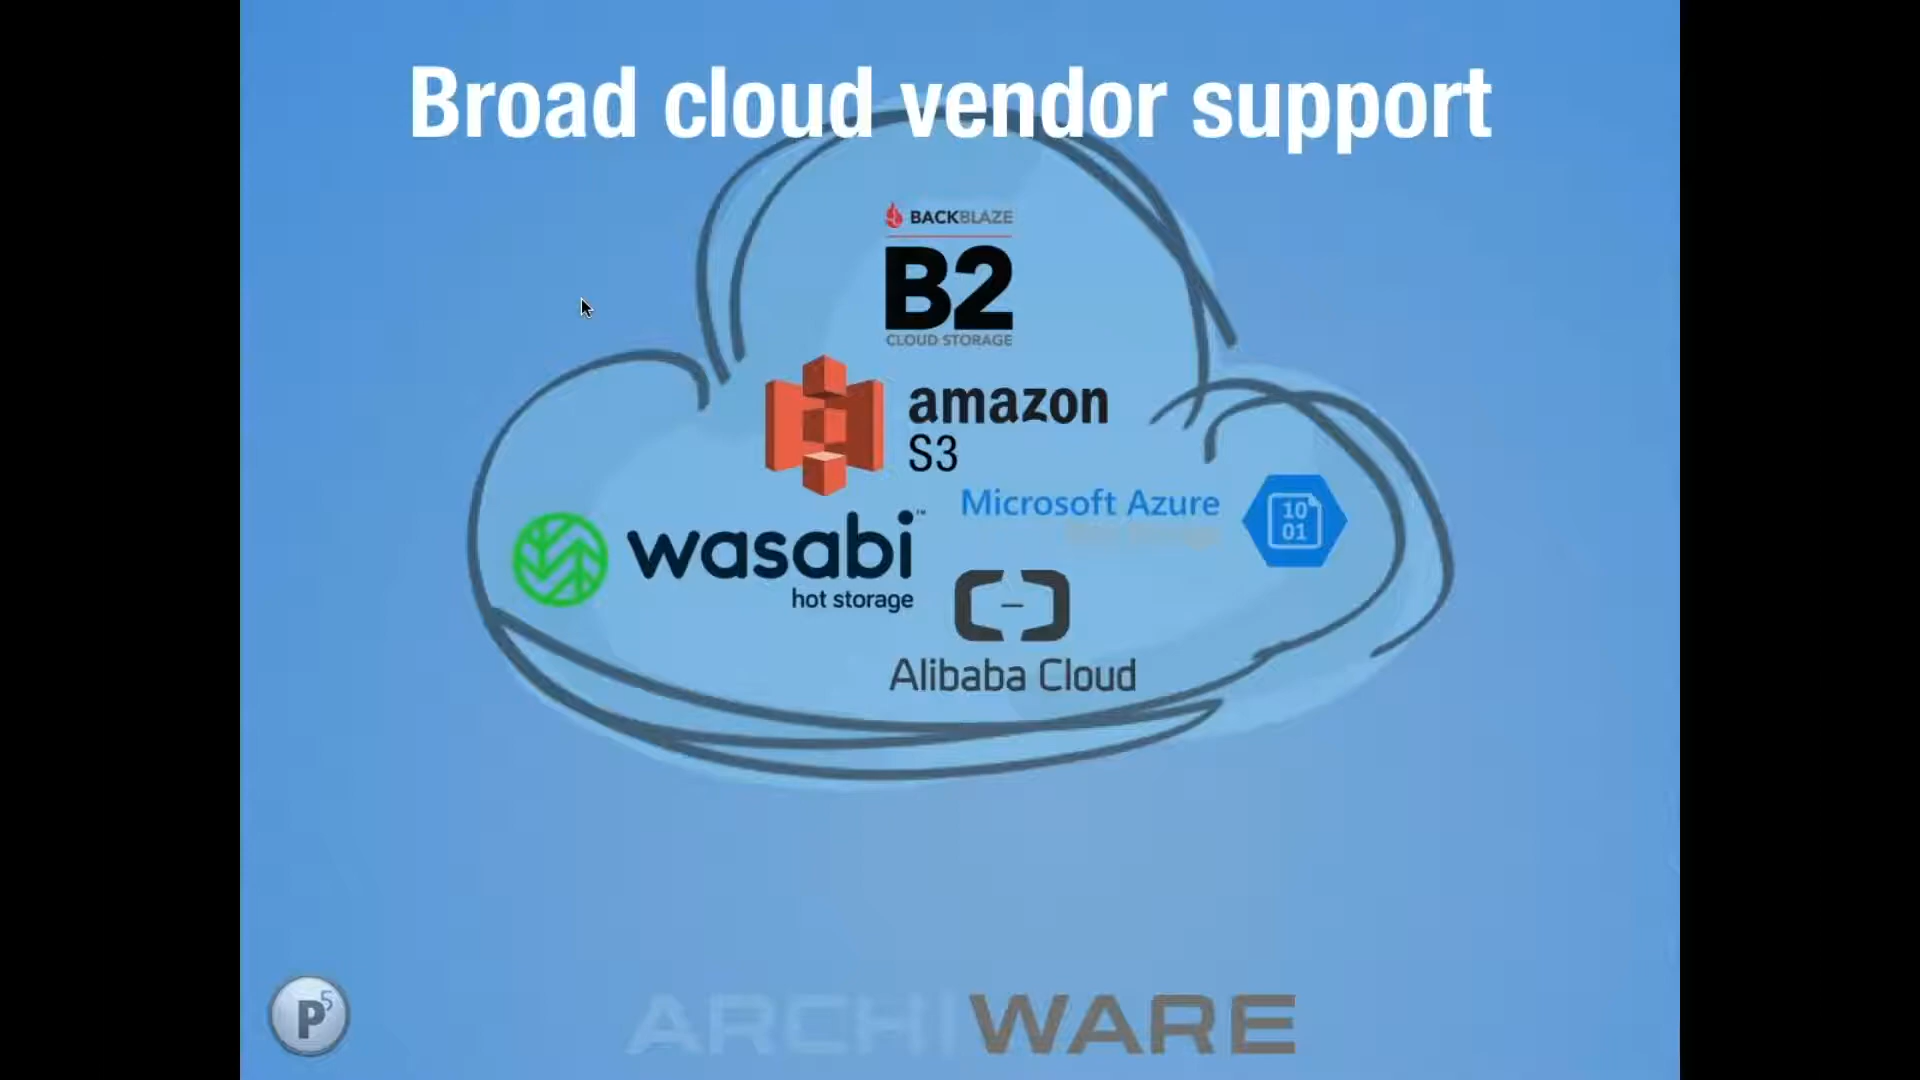 Broad cloud vendor support
BACKBLAZE
B2
CLOUD STORAGE
amazon
S3
Microsoft Azure
10
01
wasabi™
hot storage
Alibaba Cloud
P5
ARCHIWARE